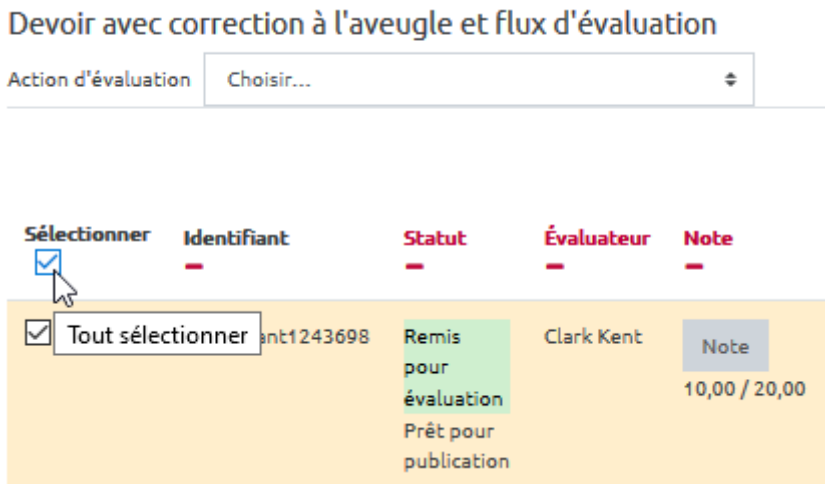 Devoir avec correction à l'aveugle et flux d'évaluation
Action d'évaluation Choisir...
Sélectionner Identifiant Statut Évaluateur Note
Tout sélectionner ant1243698 Remis pour évaluation Clark Kent Note
10,00 / 20,00
Prêt pour publication